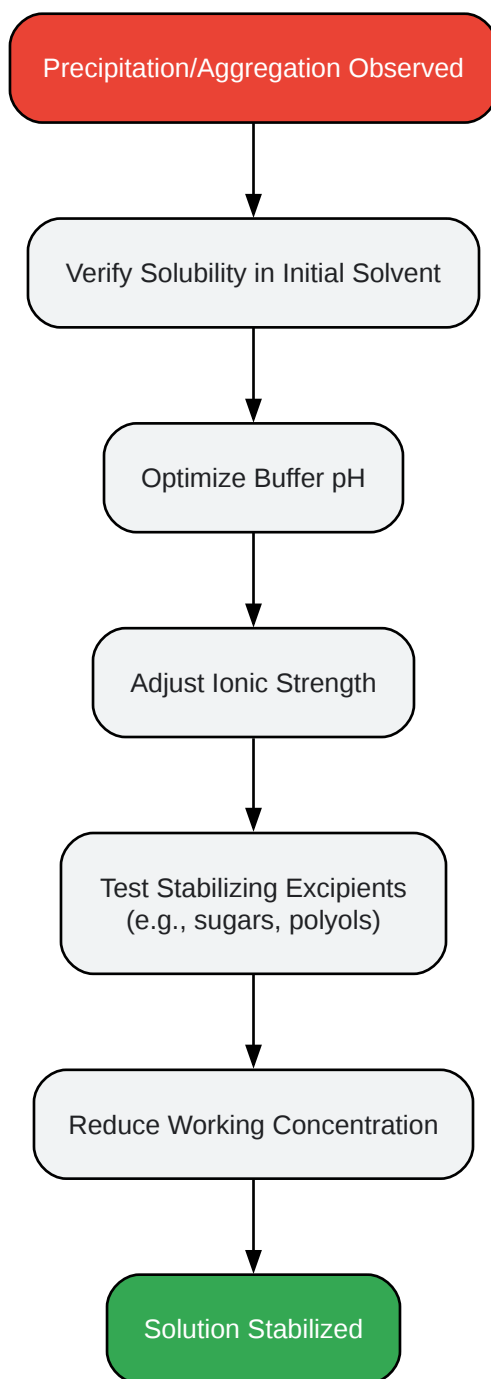 Precipitation/Aggregation Observed
Verify Solubility in Initial Solvent
Optimize Buffer pH
Adjust Ionic Strength
Test Stabilizing Excipients
(e.g., sugars, polyols)
Reduce Working Concentration
Solution Stabilized